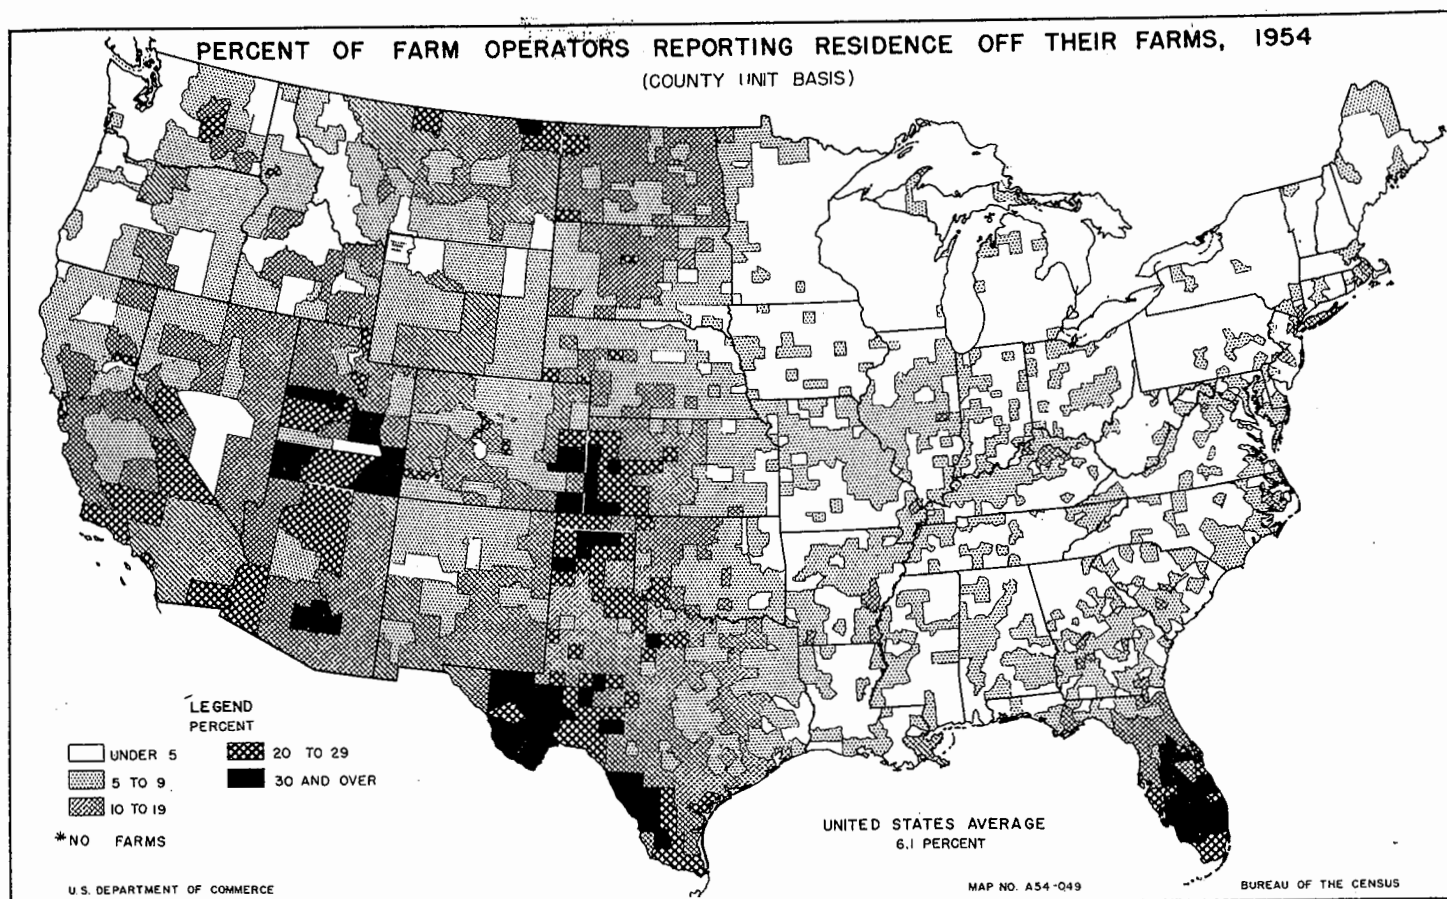 PERCENT OF FARM OPERATORS REPORTING RESIDENCE OFF THEIR FARMS, 1954
(COUNTY UNIT BASIS)
LEGEND
PERCENT
UNDER 5
5 TO 9
10 TO 19
20 TO 29
30 AND OVER
*NO FARMS
UNITED STATES AVERAGE
6.1 PERCENT
U.S. DEPARTMENT OF COMMERCE
MAP NO. A54-049
BUREAU OF THE CENSUS